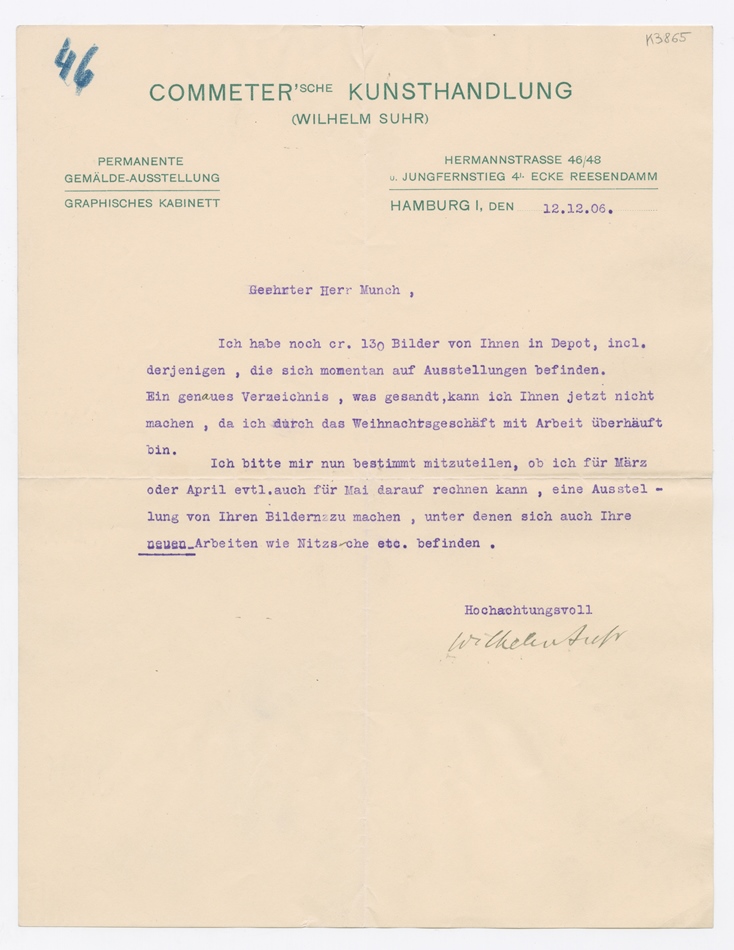 46
K3865
COMMETER'SCHE KUNSTHANDLUNG
(WILHELM SUHR)
PERMANENTE
GEMÄLDE-AUSSTELLUNG
GRAPHISCHES KABINETT
HERMANNSTRASSE 46/48
U. JUNGFERNSTIEG 4I. ECKE REESENDAMM
HAMBURG I, DEN 12.12.06.
Geehrter Herr Munch ,
Ich habe noch cr. 130 Bilder von Ihnen in Depot, incl.
derjenigen , die sich momentan auf Ausstellungen befinden.
Ein genaues Verzeichnis , was gesandt,kann ich Ihnen jetzt nicht
machen , da ich durch das Weihnachtsgeschäft mit Arbeit überhäuft
bin.
Ich bitte mir nun bestimmt mitzuteilen, ob ich für März
oder April evtl.auch für Mai darauf rechnen kann , eine Ausstel -
lung von Ihren Bildern zu machen , unter denen sich auch Ihre
neuen Arbeiten wie Nitzsche etc. befinden .
Hochachtungsvoll
Wilhelm Suhr